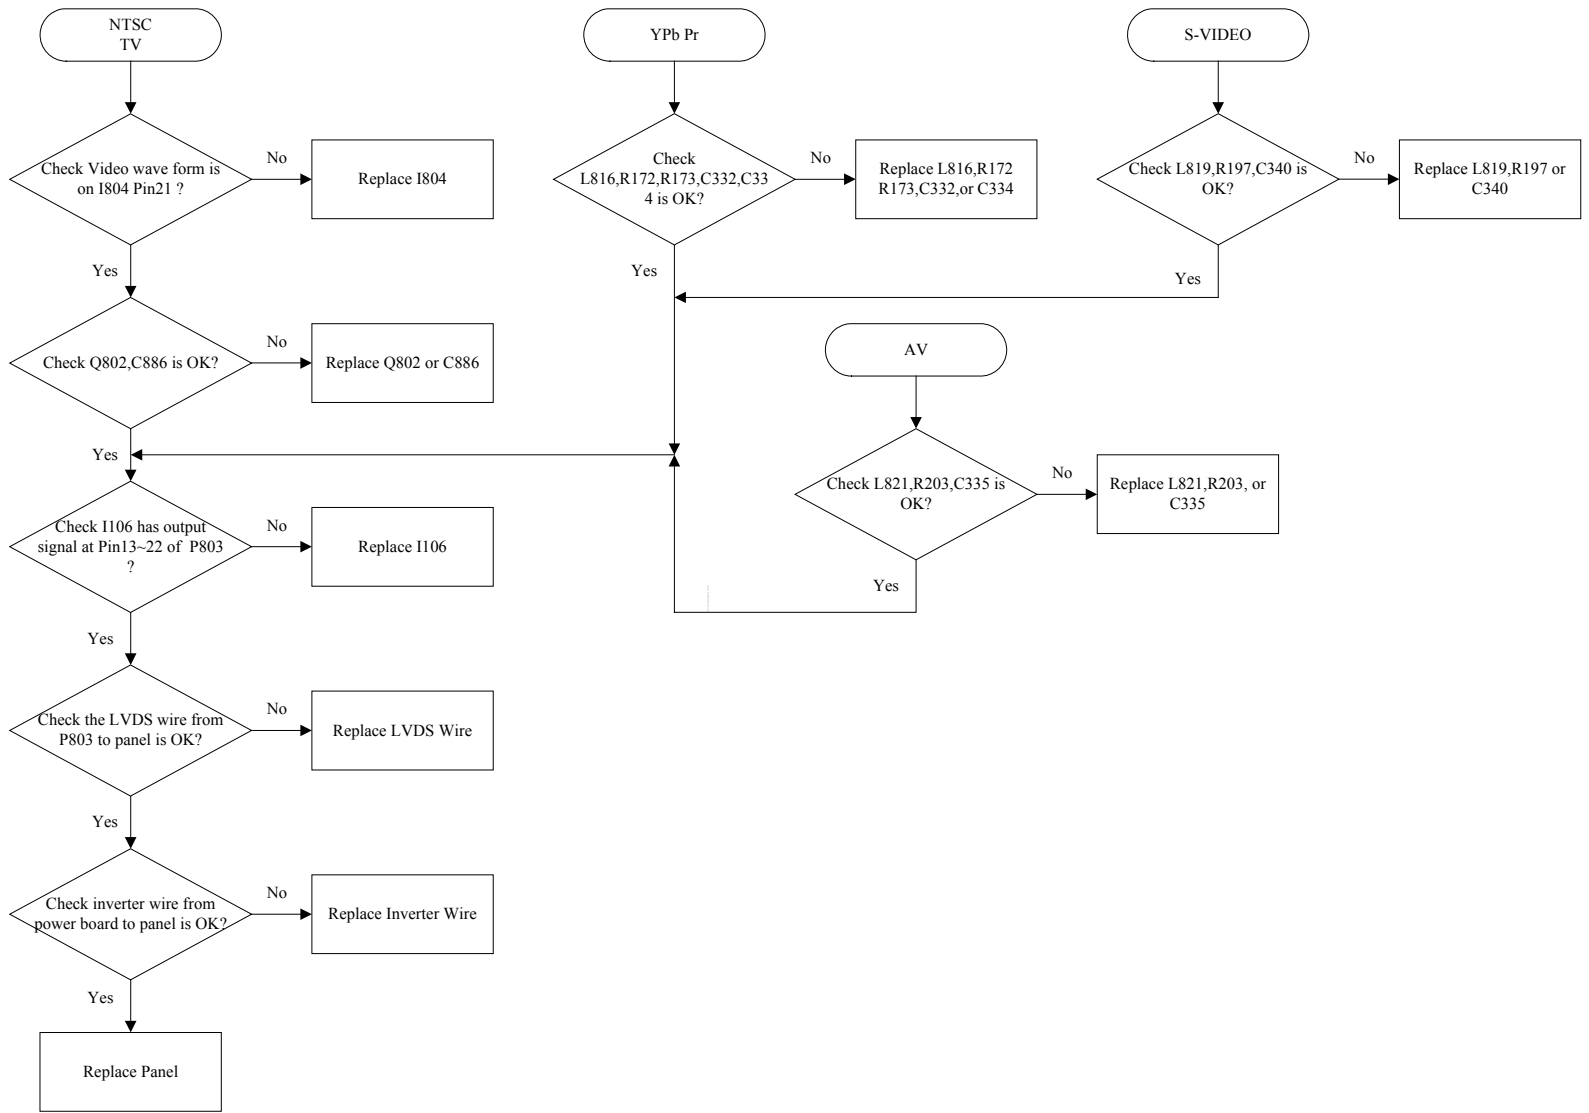 NTSC
TV
Check Video wave form is
on I804 Pin21 ?
No
Replace I804
Yes
Check Q802,C886 is OK?
No
Replace Q802 or C886
Yes
Check I106 has output
signal at Pin13~22 of P803
?
No
Replace I106
Yes
Check the LVDS wire from
P803 to panel is OK?
No
Replace LVDS Wire
Yes
Check inverter wire from
power board to panel is OK?
No
Replace Inverter Wire
Yes
Replace Panel
YPb Pr
Check
L816,R172,R173,C332,C33
4 is OK?
No
Replace L816,R172
R173,C332,or C334
Yes
S-VIDEO
Check L819,R197,C340 is
OK?
No
Replace L819,R197 or
C340
Yes
AV
Check L821,R203,C335 is
OK?
No
Replace L821,R203, or
C335
Yes